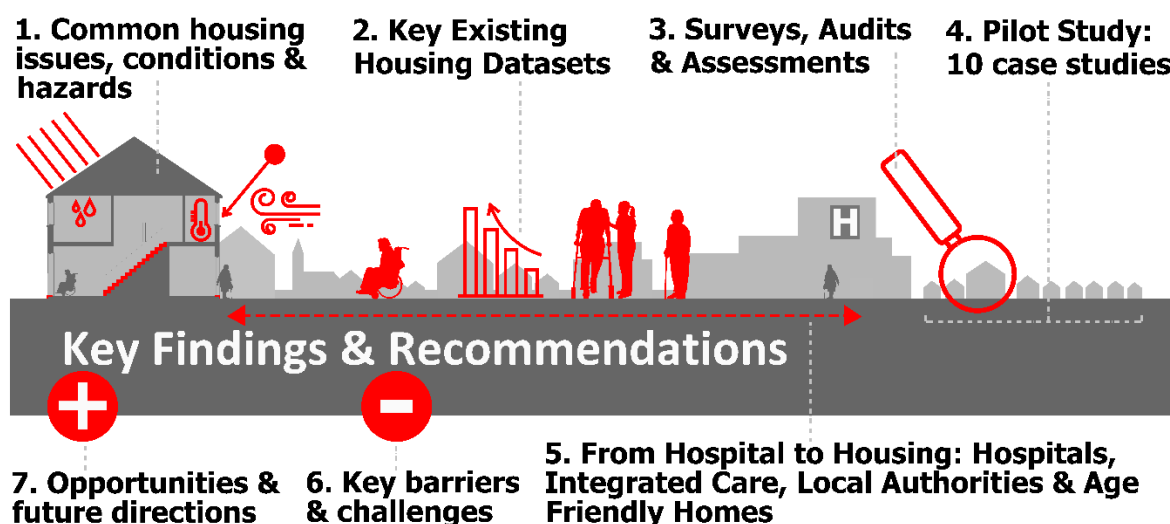 1. Common housing
issues, conditions &
hazards
2. Key Existing
Housing Datasets
3. Surveys, Audits
& Assessments
4. Pilot Study:
10 case studies
H
Key Findings & Recommendations
+
-
7. Opportunities &
future directions
6. Key barriers
& challenges
5. From Hospital to Housing: Hospitals,
Integrated Care, Local Authorities & Age
Friendly Homes